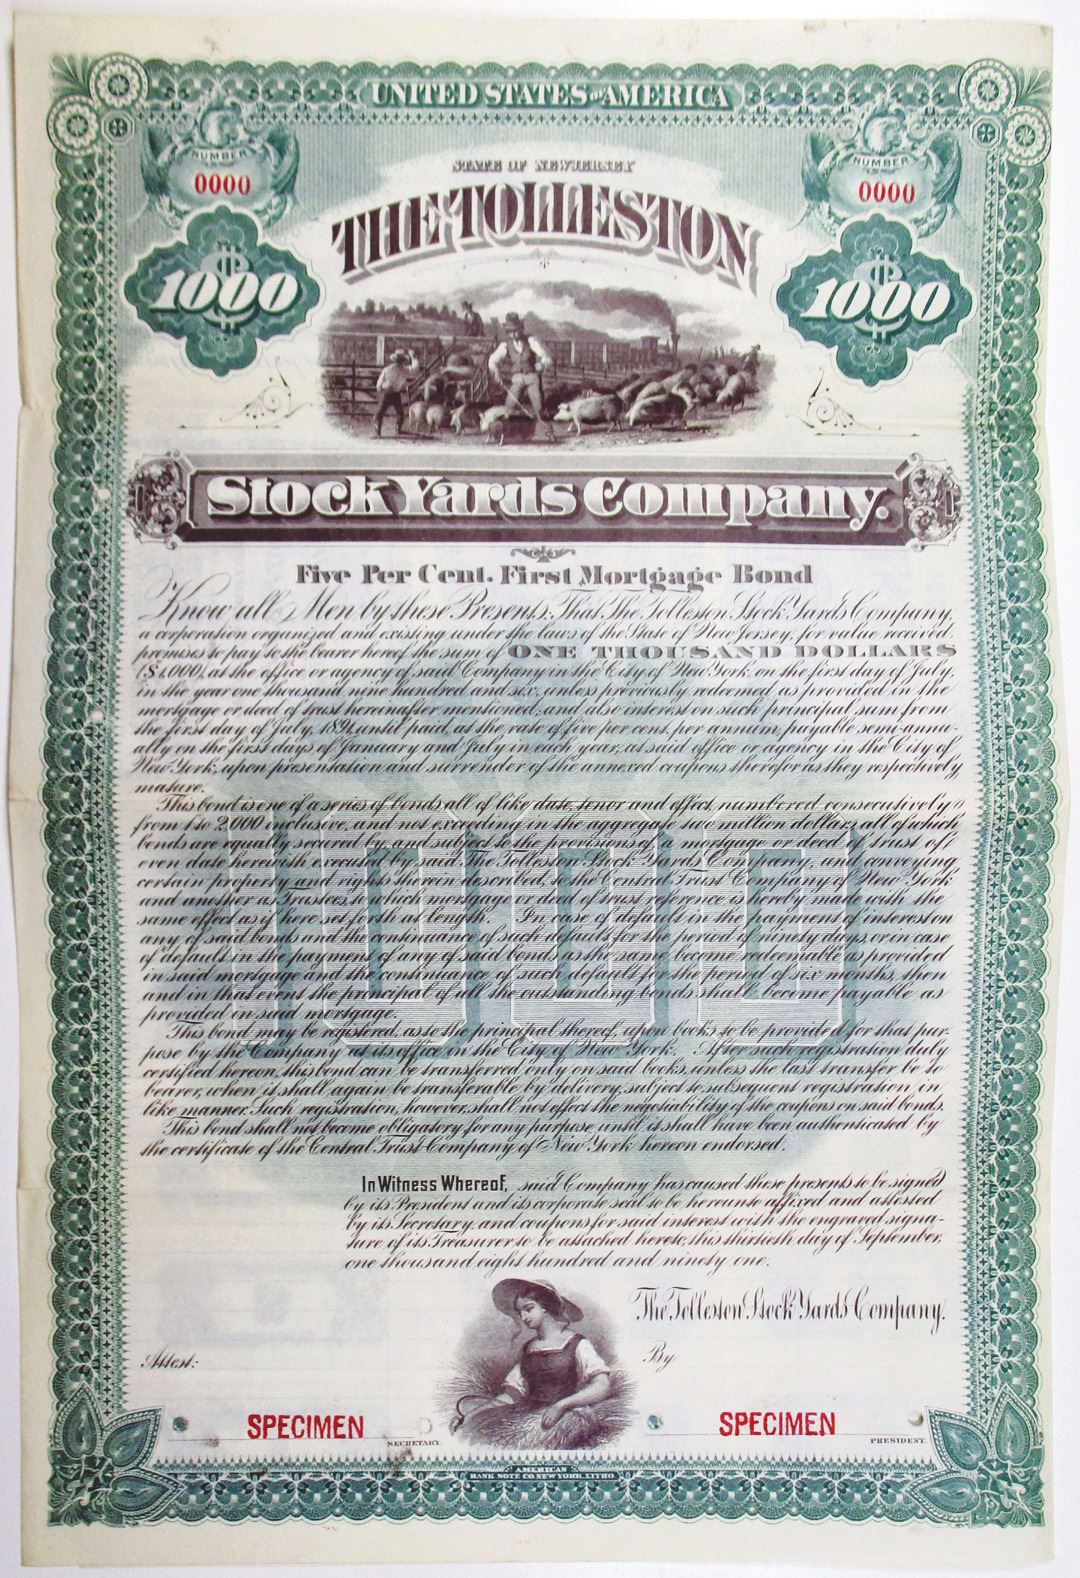 UNITED STATES OF AMERICA
NUMBER
0000
NUMBER
0000
STATE OF NEW JERSEY
THE TOLLESTON
$1000
$1000
Stock Yards Company.
Five Per Cent. First Mortgage Bond
Know all Men by these Presents: That The Tolleston Stock Yards Company,
a corporation organized and existing under the laws of the State of New Jersey, for value received,
promises to pay to the bearer hereof the sum of ONE THOUSAND DOLLARS
($1,000), at the office or agency of said Company in the City of New York, on the first day of July,
in the year one thousand nine hundred and six, unless previously redeemed as provided in the
mortgage or deed of trust hereinafter mentioned, and also interest on such principal sum from
the first day of July, 1891, until paid, at the rate of five per cent. per annum, payable semi-annu-
ally on the first days of January and July in each year, at said office or agency in the City of
New York, upon presentation and surrender of the annexed coupons therefor as they respectively
mature.
This bond is one of a series of bonds all of like date, tenor and effect, numbered consecutively
from 1 to 2,000 inclusive, and not exceeding in the aggregate two million dollars, all of which
bonds are equally secured by, and subject to the provisions of a mortgage or deed of trust of
even date herewith executed by said The Tolleston Stock Yards Company, and conveying
certain property and rights therein described, to the Central Trust Company of New York
and another as Trustees, to which mortgage or deed of trust reference is hereby made with the
same effect as if here set forth at length. In case of default in the payment of interest on
any of said bonds and the continuance of such default for the period of ninety days, or in case
of default in the payment of any of said bonds as the same become redeemable as provided
in said mortgage and the continuance of such default for the period of six months, then
and in that event the principal of all the outstanding bonds shall become payable as
provided in said mortgage.
This bond may be registered, as to the principal thereof, upon books to be provided for that pur-
pose by the Company at its office in the City of New York. After such registration duly
certified hereon, this bond can be transferred only on said books, unless the last transfer be to
bearer, when it shall again be transferable by delivery, subject to subsequent registration in
like manner. Such registration, however, shall not effect the negotiability of the coupons on said bonds.
This bond shall not become obligatory for any purpose, until it shall have been authenticated by
the certificate of the Central Trust Company of New York hereon endorsed.
1000
In Witness Whereof, said Company has caused these presents to be signed
by its President and its corporate seal to be hereunto affixed and attested
by its Secretary, and coupons for said interest with the engraved signa-
ture of its Treasurer to be attached hereto, this thirtieth day of September,
one thousand eight hundred and ninety one.
The Tolleston Stock Yards Company.
Attest:
By
SPECIMEN
SECRETARY.
SPECIMEN
PRESIDENT.
AMERICAN
BANK NOTE CO. NEW YORK. LITHO.